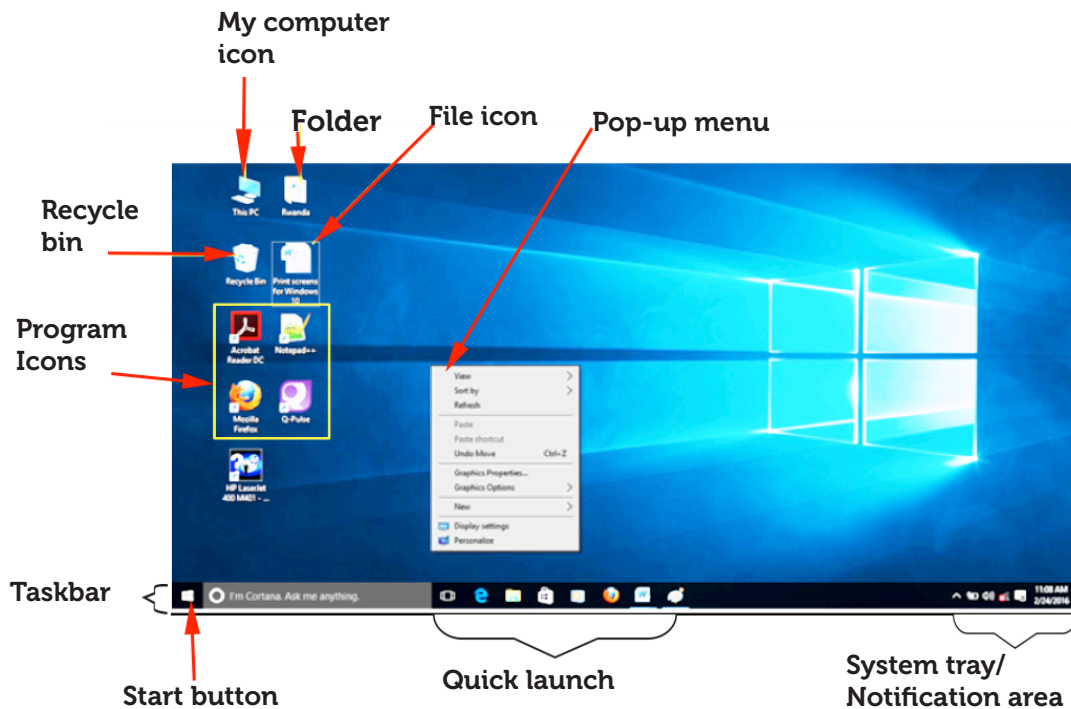 My computer
icon
Folder
File icon
Pop-up menu
This PC
Rwanda
Recycle
bin
Recycle Bin
Print screens
for Windows
10
Program
Icons
Acrobat
Reader DC
Notepad++
Mozilla
Firefox
Q-Pulse
HP LaserJet
400 M401 - ...
View
Sort by
Refresh
Paste
Paste shortcut
Undo Move Ctrl+Z
Graphics Properties...
Graphics Options
New
Display settings
Personalize
Taskbar
I'm Cortana. Ask me anything.
11:08 AM
2/24/2016
Start button
Quick launch
System tray/
Notification area